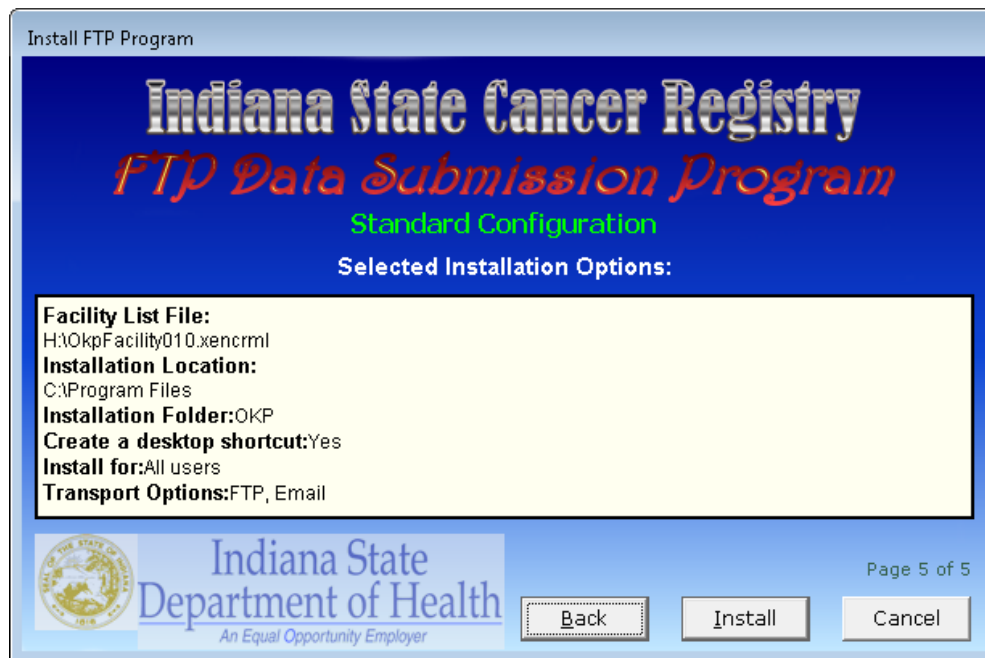 Install FTP Program
Indiana State Cancer Registry
FTP Data Submission Program
Standard Configuration
Selected Installation Options:
Facility List File:
H:\OkpFacility010.xencrml
Installation Location:
C:\Program Files
Installation Folder:OKP
Create a desktop shortcut:Yes
Install for:All users
Transport Options:FTP, Email
Indiana State
Department of Health
An Equal Opportunity Employer
Page 5 of 5
Back
Install
Cancel